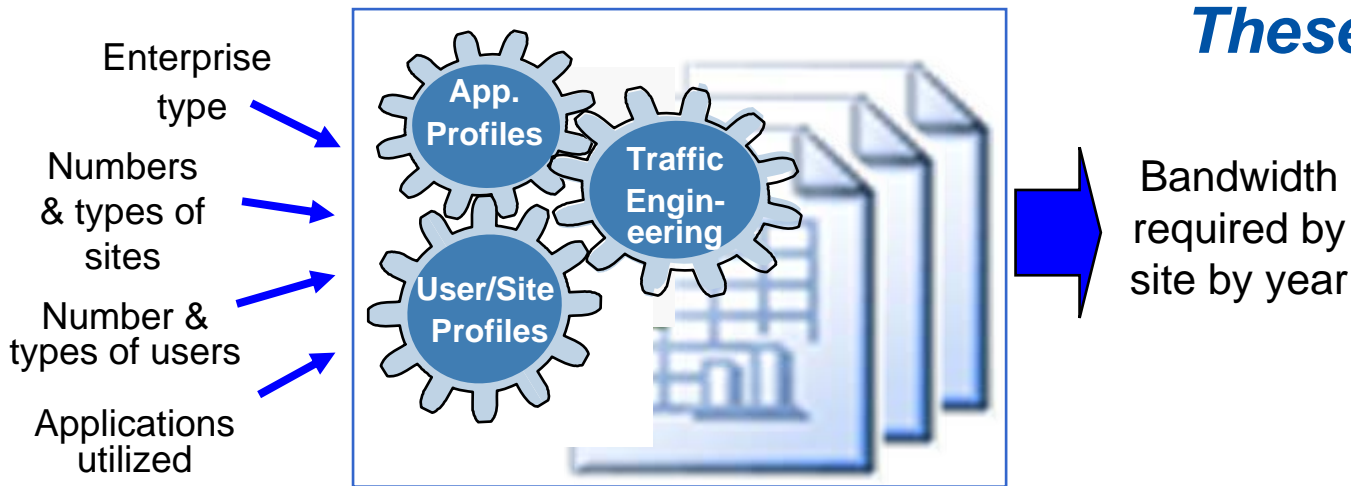 These
Enterprise
type
Numbers
& types of
sites
Number &
types of users
Applications
utilized
App.
Profiles
Traffic
Engin-
eering
User/Site
Profiles
Bandwidth
required by
site by year